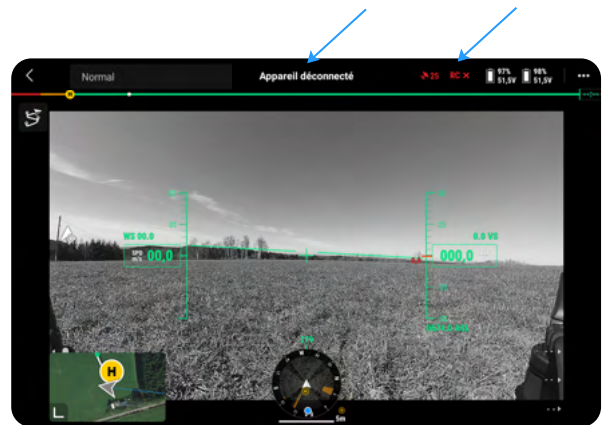 Normal
Appareil déconnecté
25
RC ×
97%
51,5V
98%
51,5V
H
WS 00.0
SPD
m/s
00,0
0.0 VS
000,0
H
5m